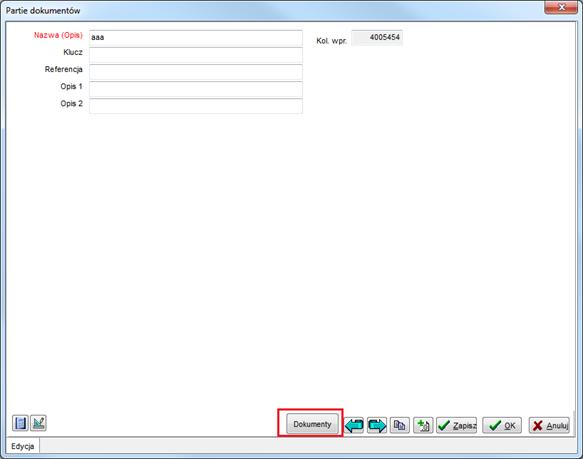 Partie dokumentów
Nazwa (Opis) aaa Kol. wpr. 4005454
Klucz
Referencja
Opis 1
Opis 2
Dokumenty Zapisz OK Anuluj
Edycja